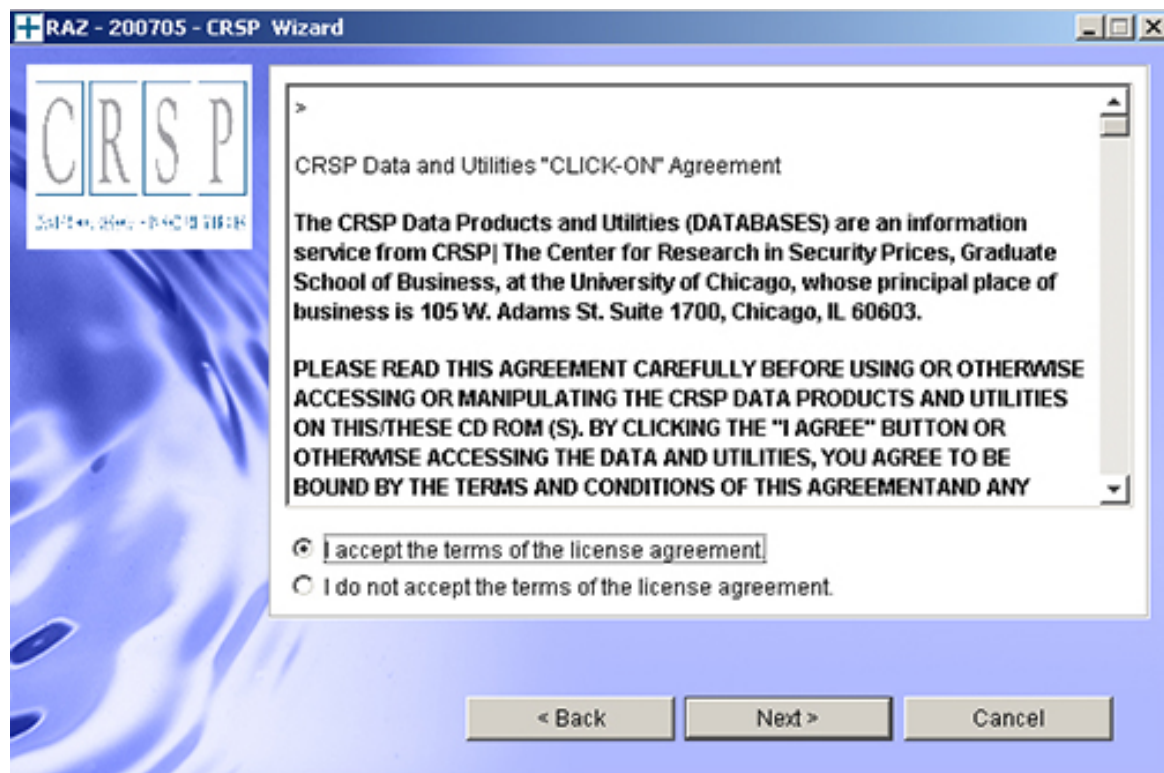 RAZ - 200705 - CRSP Wizard
CRSP
>
CRSP Data and Utilities "CLICK-ON" Agreement
The CRSP Data Products and Utilities (DATABASES) are an information
service from CRSP| The Center for Research in Security Prices, Graduate
School of Business, at the University of Chicago, whose principal place of
business is 105 W. Adams St. Suite 1700, Chicago, IL 60603.
PLEASE READ THIS AGREEMENT CAREFULLY BEFORE USING OR OTHERWISE
ACCESSING OR MANIPULATING THE CRSP DATA PRODUCTS AND UTILITIES
ON THIS/THESE CD ROM (S). BY CLICKING THE "I AGREE" BUTTON OR
OTHERWISE ACCESSING THE DATA AND UTILITIES, YOU AGREE TO BE
BOUND BY THE TERMS AND CONDITIONS OF THIS AGREEMENTAND ANY
I accept the terms of the license agreement.
I do not accept the terms of the license agreement.
< Back Next > Cancel